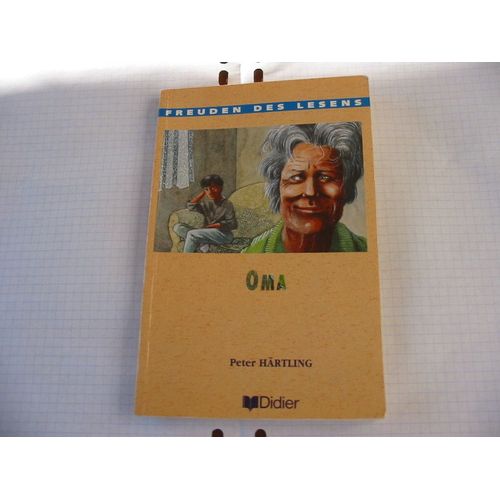 FREUDEN DES LESENS
OMA
Peter HÄRTLING
Didier